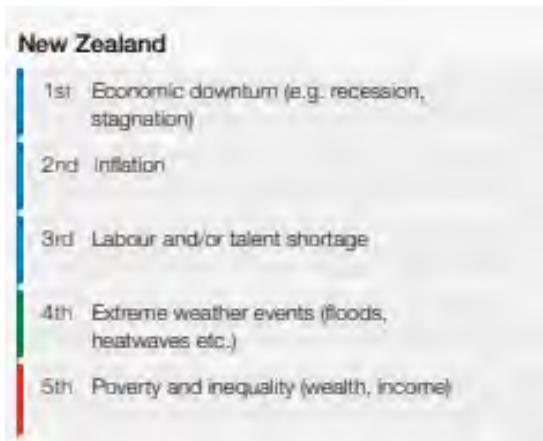 New Zealand
1st Economic downturn (e.g. recession,
stagnation)
2nd Inflation
3rd Labour and/or talent shortage
4th Extreme weather events (floods,
heatwaves etc.)
5th Poverty and inequality (wealth, income)